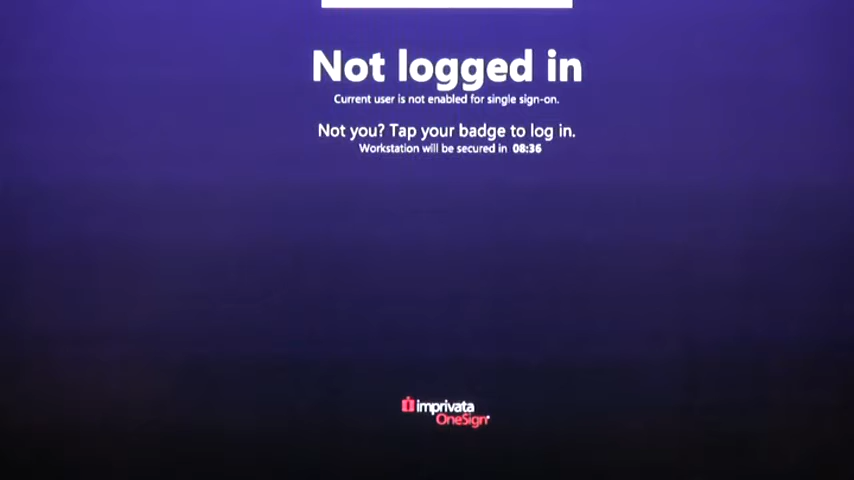 Not logged in
Current user is not enabled for single sign-on.
Not you? Tap your badge to log in.
Workstation will be secured in 08:36
imprivata
OneSign